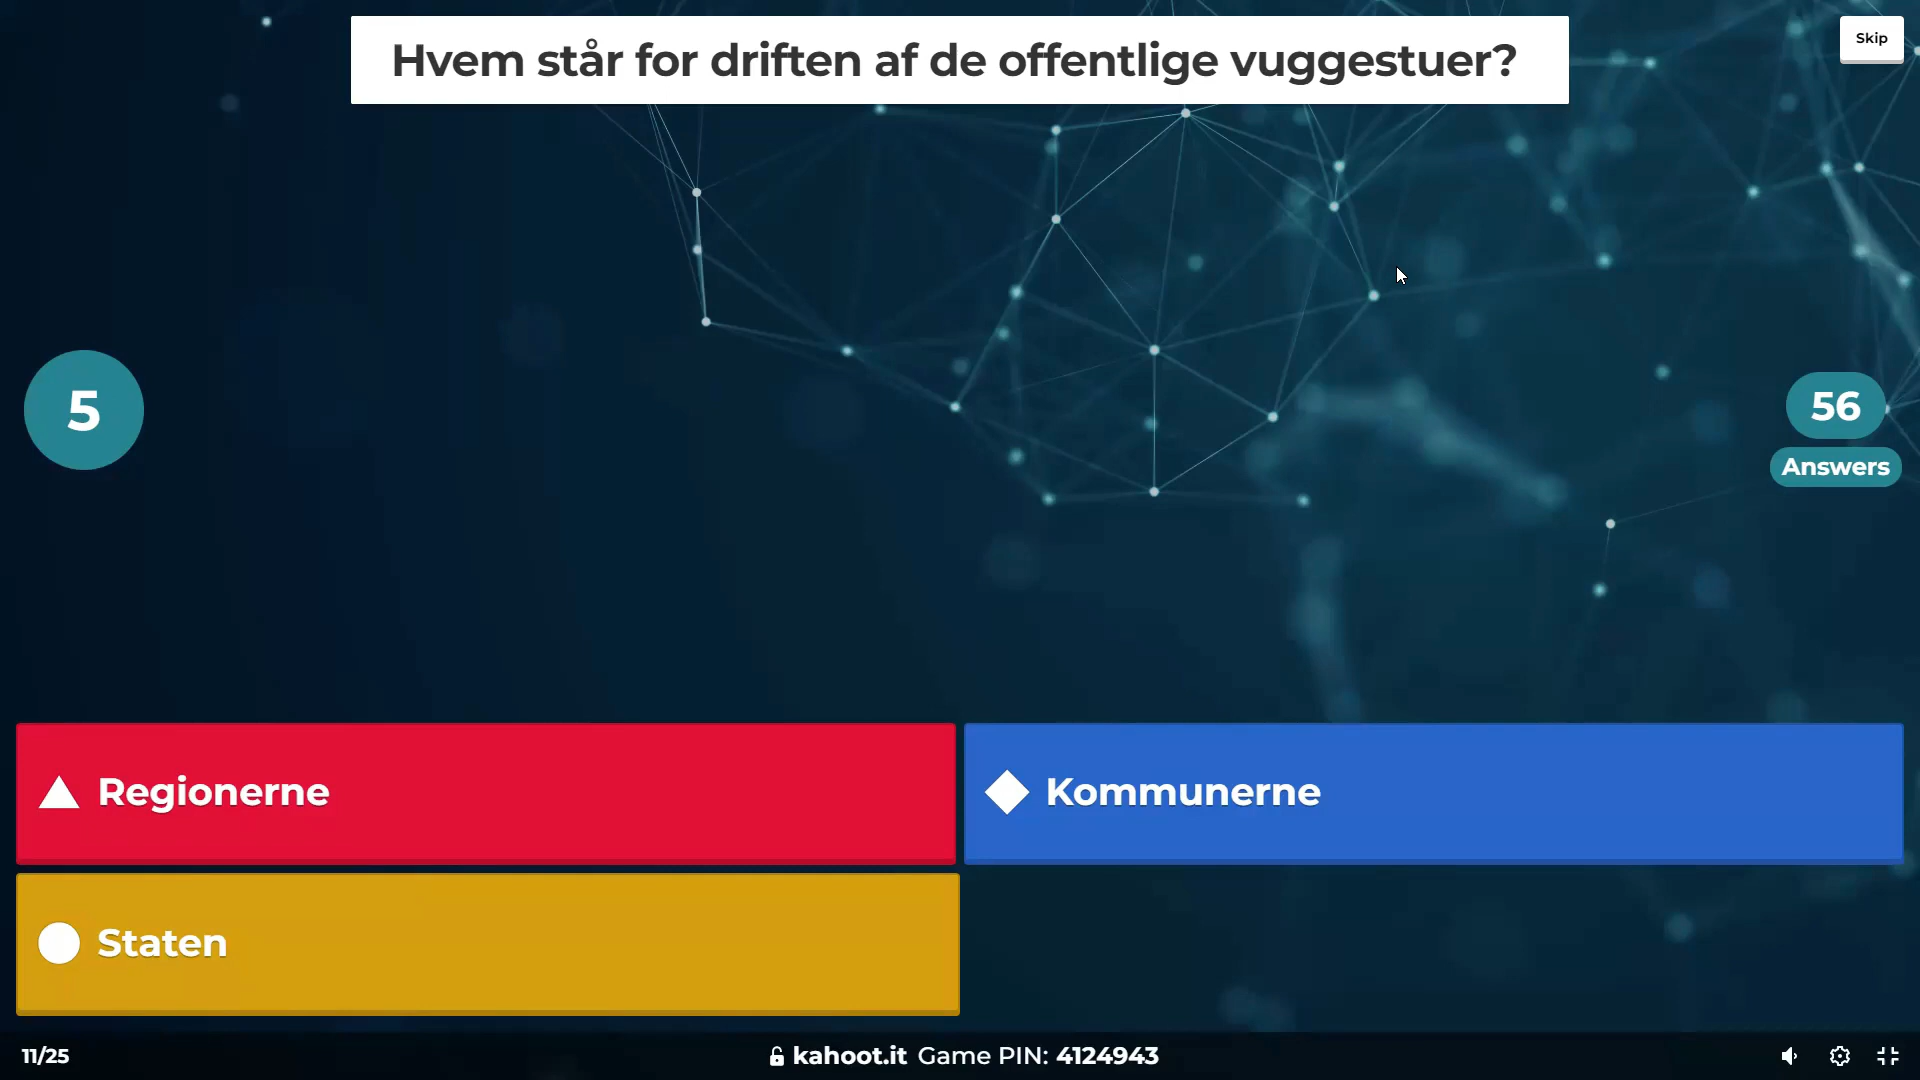 Hvem står for driften af de offentlige vuggestuer?
Skip
5
56
Answers
Regionerne
Kommunerne
Staten
11/25
kahoot.it Game PIN: 4124943